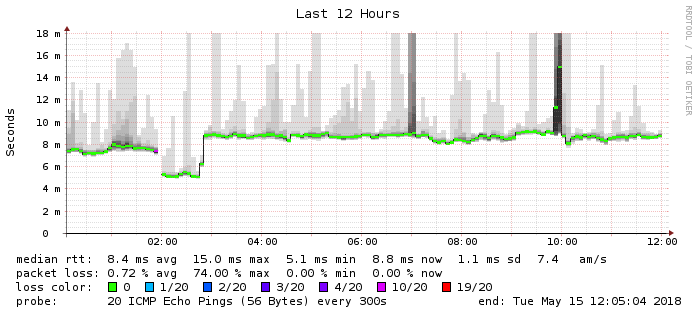 Last 12 Hours
RRDTOOL / TOBI OETIKER
Seconds
18 m
16 m
14 m
12 m
10 m
8 m
6 m
4 m
2 m
0
02:00 04:00 06:00 08:00 10:00 12:00
median rtt: 8.4 ms avg 15.0 ms max 5.1 ms min 8.8 ms now 1.1 ms sd 7.4 am/s
packet loss: 0.72 % avg 74.00 % max 0.00 % min 0.00 % now
loss color: 0 1/20 2/20 3/20 4/20 10/20 19/20
probe: 20 ICMP Echo Pings (56 Bytes) every 300s end: Tue May 15 12:05:04 2018